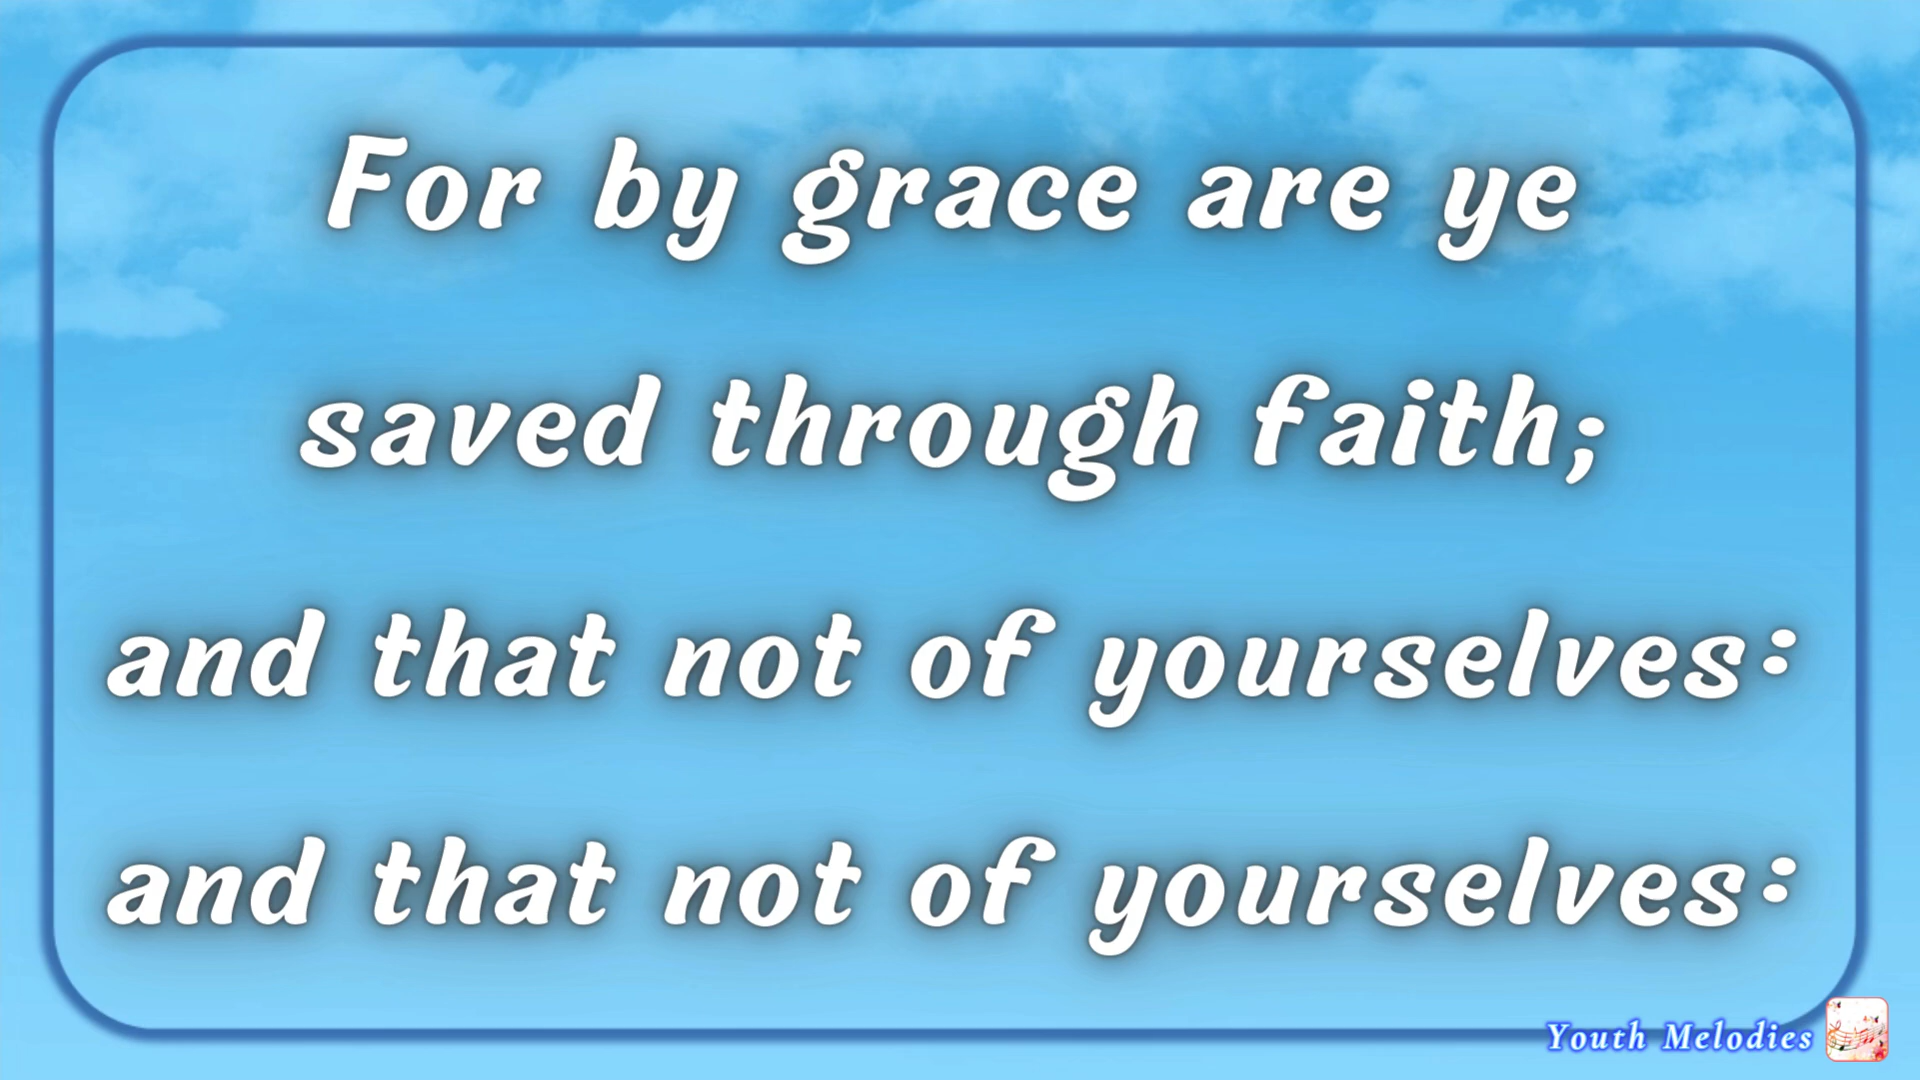 For by grace are ye
saved through faith;
and that not of yourselves:
and that not of yourselves:
Youth Melodies